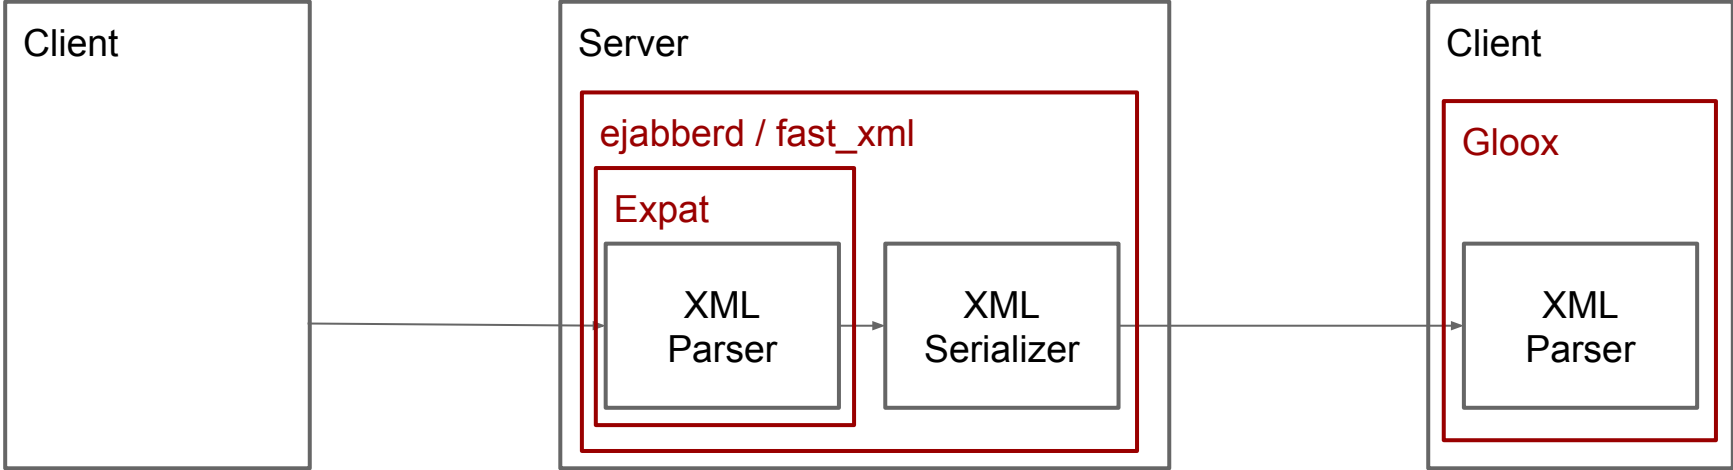 Client
Server
ejabberd / fast_xml
Expat
XML
Parser
XML
Serializer
Client
Gloox
XML
Parser